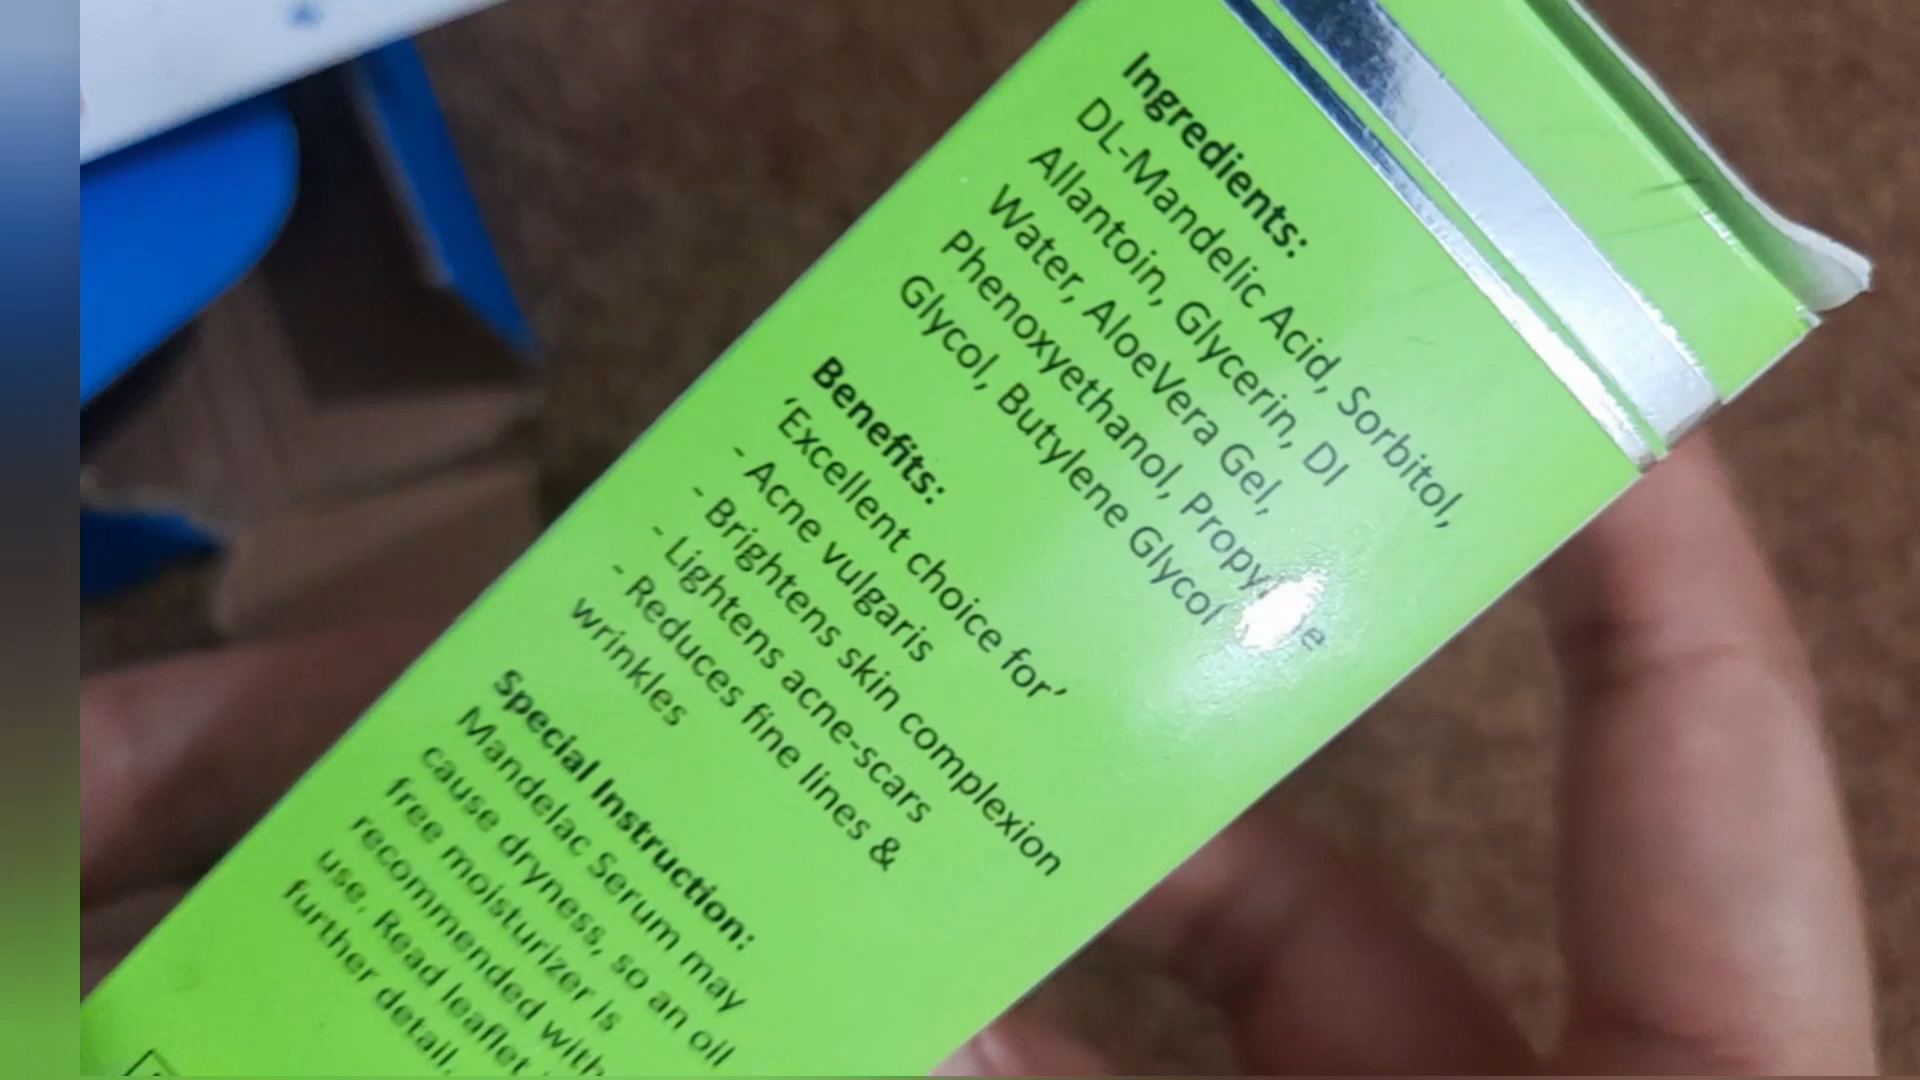 Ingredients:
DL-Mandelic Acid, Sorbitol,
Allantoin, Glycerin, DI
Water, AloeVera Gel,
Phenoxyethanol,
Glycol, Butylene Glycol
Benefits:
‘Excellent choice for’
- Acne vulgaris
- Brightens skin complexion
- Lightens acne-scars
- Reduces fine lines &
wrinkles
Special Instruction:
Mandelac Serum may
cause dryness, so an oil
free moisturizer is
recommended with
use. Read leaflet
further detail.